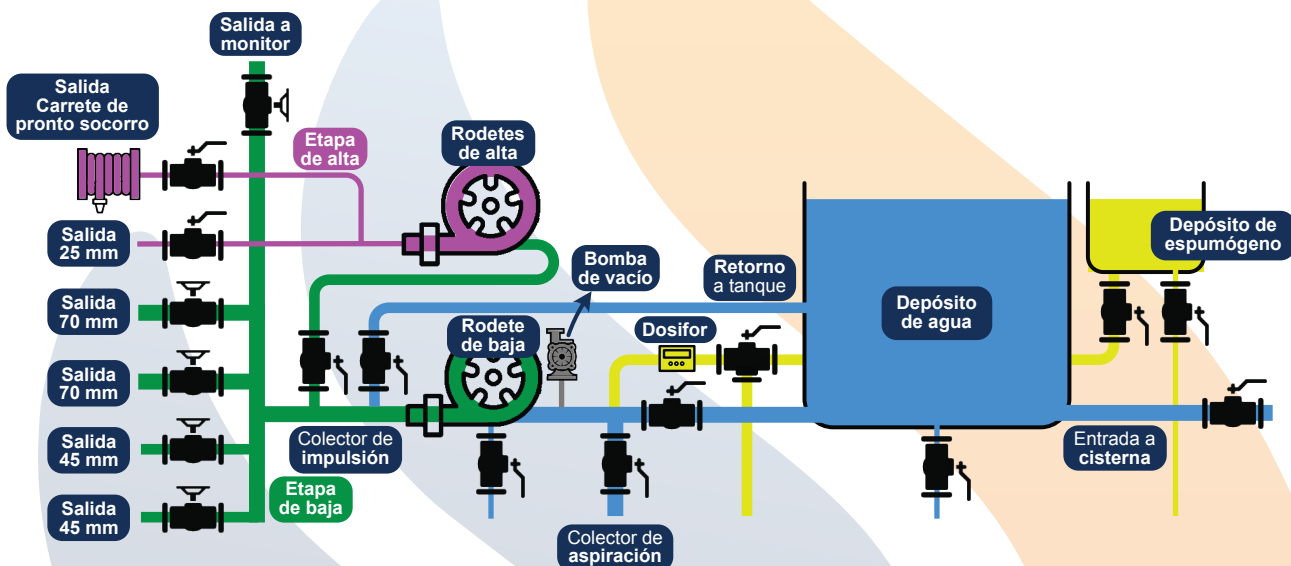 Salida a
monitor
Salida
Carrete de
pronto socorro
Etapa
de alta
Rodetes
de alta
Salida
25 mm
Bomba
de vacío
Retorno
a tanque
Depósito de
espumógeno
Salida
70 mm
Depósito
de agua
Rodete
de baja
Dosifor
Salida
70 mm
Salida
45 mm
Colector de
impulsión
Entrada a
cisterna
Salida
45 mm
Etapa
de baja
Colector de
aspiración